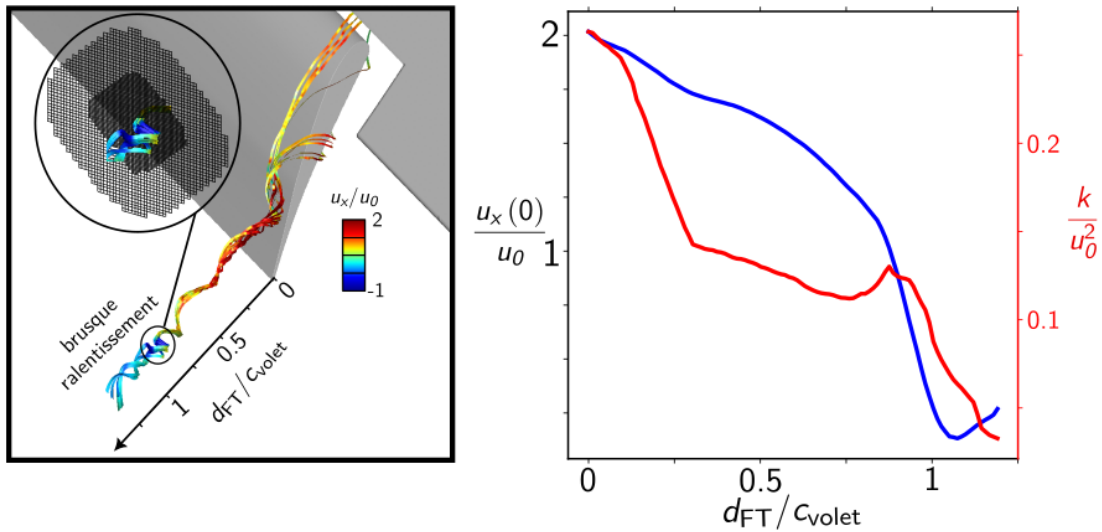 u_x/u_0
2
-1
brusque
ralentissement
0
0.5
1
d_FT/c_volet
2
1
u_x(0)
u_0
0
0.5
1
d_FT/c_volet
0.2
0.1
k
u_0^2